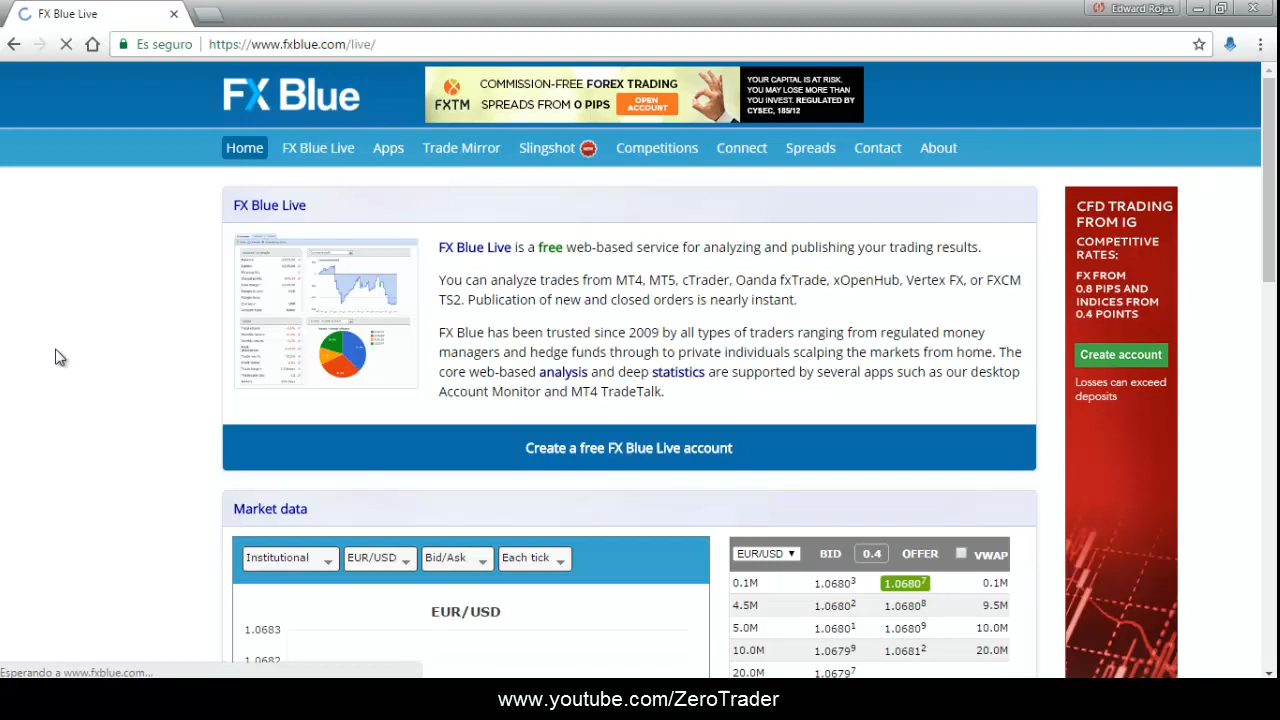 FX Blue Live
Edward Rojas
Es seguro
https://www.fxblue.com/live/
FX Blue
FXTM
COMMISSION-FREE FOREX TRADING
SPREADS FROM 0 PIPS
OPEN
ACCOUNT
YOUR CAPITAL IS AT RISK.
YOU MAY LOSE MORE THAN
YOU INVEST. REGULATED BY
CYSEC, 185/12
Home FX Blue Live Apps Trade Mirror Slingshot Competitions Connect Spreads Contact About
FX Blue Live
FX Blue Live is a free web-based service for analyzing and publishing your trading results.
You can analyze trades from MT4, MT5, cTrader, Oanda fxTrade, xOpenHub, Vertex FX, or FXCM
TS2. Publication of new and closed orders is nearly instant.
FX Blue has been trusted since 2009 by all types of traders ranging from regulated money
managers and hedge funds through to private individuals scalping the markets from home. The
core web-based analysis and deep statistics are supported by several apps such as our desktop
Account Monitor and MT4 TradeTalk.
Create a free FX Blue Live account
CFD TRADING
FROM IG
COMPETITIVE
RATES:
FX FROM
0.8 PIPS AND
INDICES FROM
0.4 POINTS
Create account
Losses can exceed
deposits
Market data
Institutional EUR/USD Bid/Ask Each tick
EUR/USD
1.0683
1.0682
EUR/USD BID 0.4 OFFER VWAP
0.1M 1.0680³ 1.0680⁷ 0.1M
4.5M 1.0680² 1.0680⁸ 9.5M
5.0M 1.0680¹ 1.0680⁹ 10.0M
10.0M 1.0679⁹ 1.0681² 20.0M
20.0M 1.0679⁷
Esperando a www.fxblue.com...
www.youtube.com/ZeroTrader